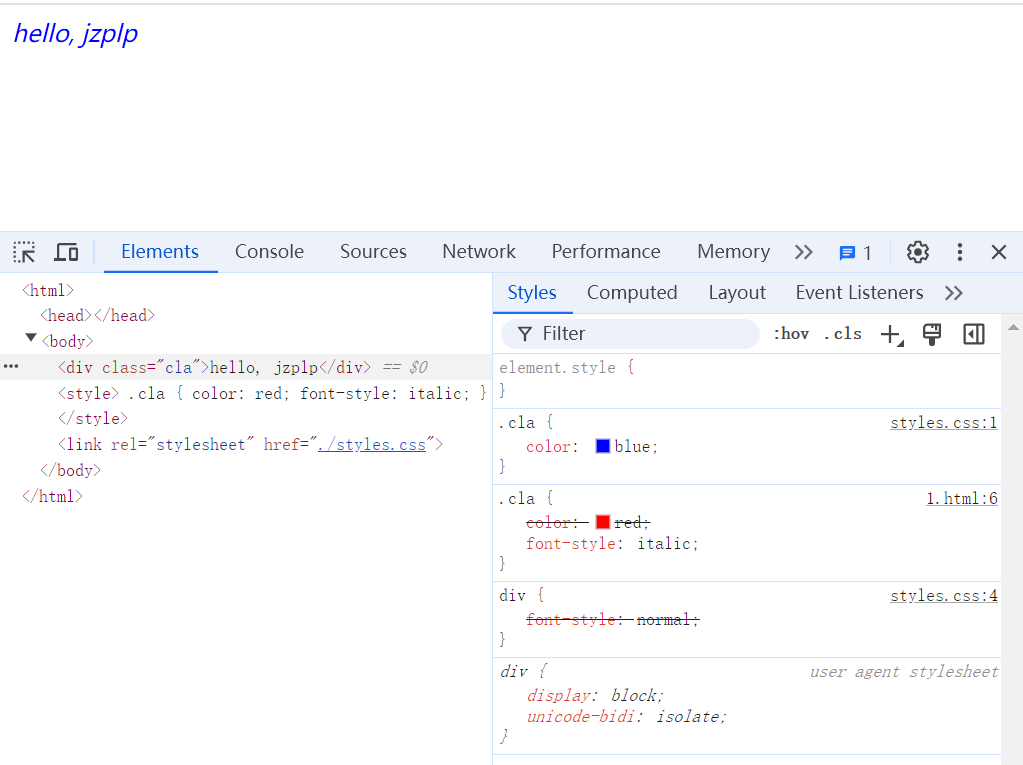 hello, jzplp
Elements Console Sources Network Performance Memory 1
<html>
<head></head>
<body>
<div class="cla">hello, jzplp</div> == $0
<style> .cla { color: red; font-style: italic; }
</style>
<link rel="stylesheet" href="./styles.css">
</body>
</html>
Styles Computed Layout Event Listeners
Filter :hov .cls
element.style {
}
.cla { styles.css:1
color: blue;
}
.cla { 1.html:6
color: red;
font-style: italic;
}
div { styles.css:4
font-style: normal;
}
div { user agent stylesheet
display: block;
unicode-bidi: isolate;
}